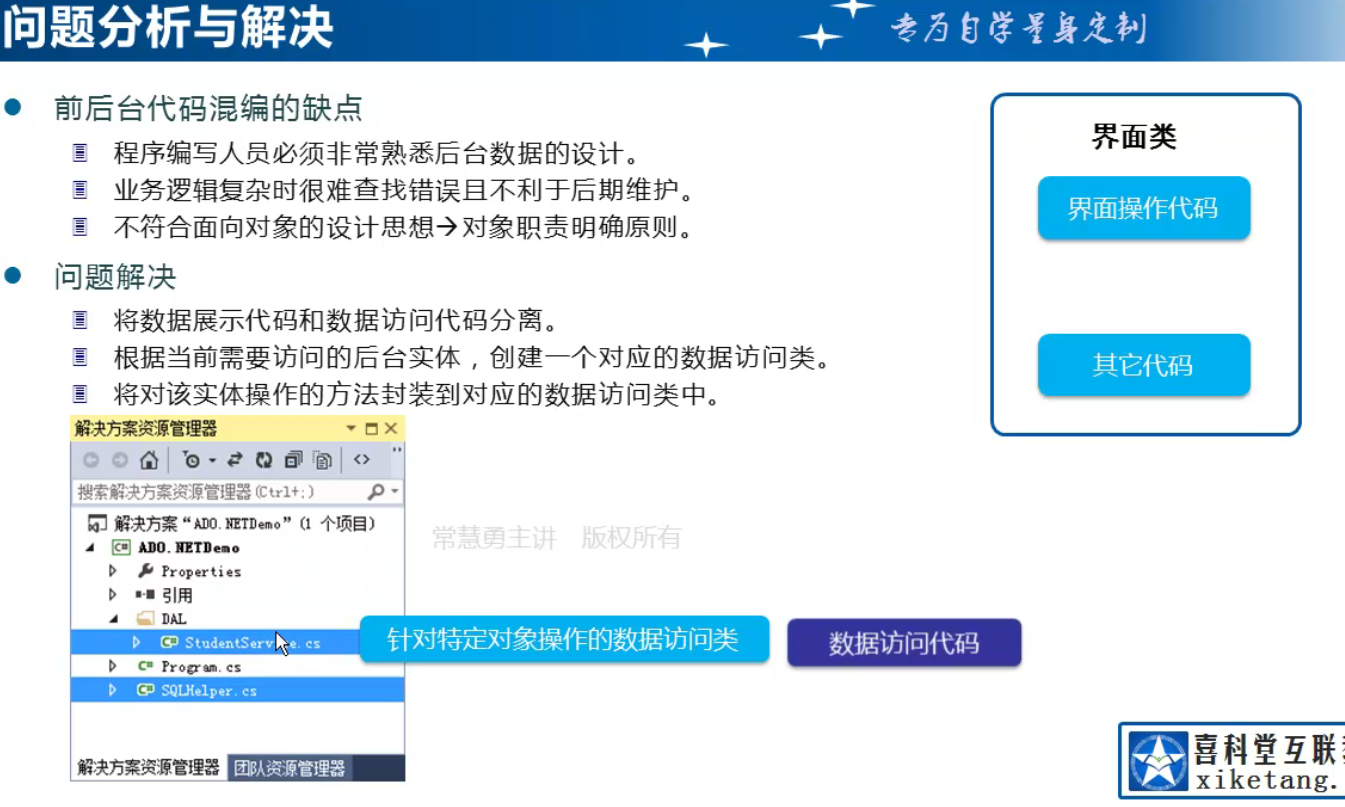 问题分析与解决
专为自学量身定制
前后台代码混编的缺点
程序编写人员必须非常熟悉后台数据的设计。
业务逻辑复杂时很难查找错误且不利于后期维护。
不符合面向对象的设计思想→对象职责明确原则。
问题解决
将数据展示代码和数据访问代码分离。
根据当前需要访问的后台实体，创建一个对应的数据访问类。
将对该实体操作的方法封装到对应的数据访问类中。
界面类
界面操作代码
其它代码
解决方案资源管理器
搜索解决方案资源管理器(Ctrl+;)
解决方案“ADO.NETDemo”(1 个项目)
C# ADO.NETDemo
Properties
引用
DAL
C# StudentService.cs
C# Program.cs
C# SQLHelper.cs
解决方案资源管理器 团队资源管理器
常慧勇主讲 版权所有
针对特定对象操作的数据访问类
数据访问代码
喜科堂互联
xiketang.